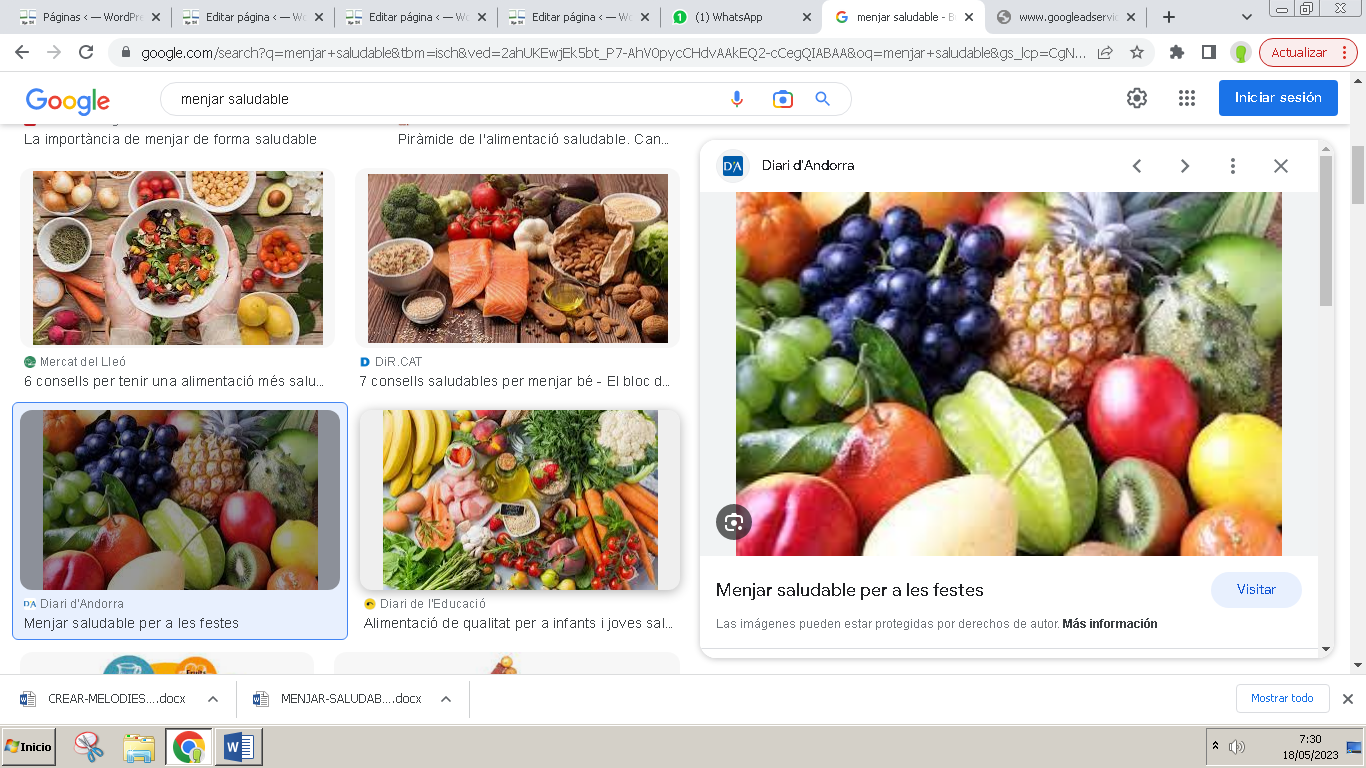 Páginas ‹ — WordPre
Editar página ‹ — Wo
Editar página ‹ — Wo
Editar página ‹ — Wo
(1) WhatsApp
menjar saludable - B
www.googleadservic
google.com/search?q=menjar+saludable&tbm=isch&ved=2ahUKEwjEk5bt_P7-AhV0pycCHdvAAkEQ2-cCegQIABAA&oq=menjar+saludable&gs_lcp=CgN...
Actualizar
Google
menjar saludable
Iniciar sesión
La importància de menjar de forma saludable
Piràmide de l'alimentació saludable. Can...
Mercat del Lleó
6 consells per tenir una alimentació més salu...
DiR.CAT
7 consells saludables per menjar bé - El bloc d...
Diari d'Andorra
Menjar saludable per a les festes
Diari de l'Educació
Alimentació de qualitat per a infants i joves sal...
Fruits
D'A
Diari d'Andorra
Menjar saludable per a les festes
Visitar
Las imágenes pueden estar protegidas por derechos de autor. Más información
CREAR-MELODIES....docx
MENJAR-SALUDAB....docx
Mostrar todo
Inicio
7:30
18/05/2023